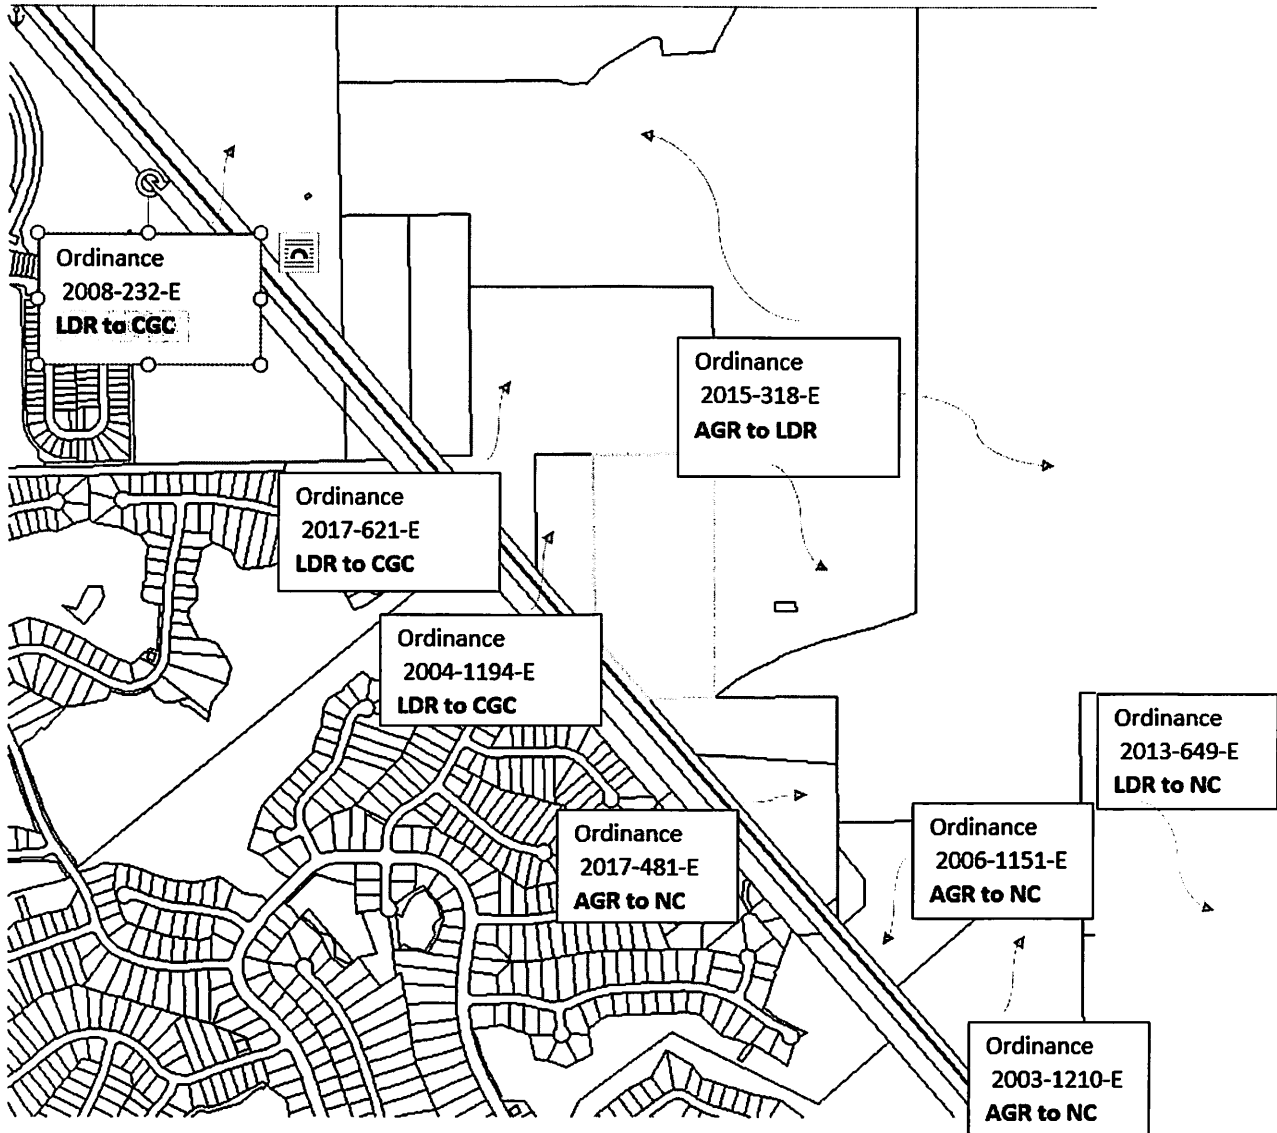 Ordinance
2008-232-E
LDR to CGC
Ordinance
2015-318-E
AGR to LDR
Ordinance
2017-621-E
LDR to CGC
Ordinance
2004-1194-E
LDR to CGC
Ordinance
2013-649-E
LDR to NC
Ordinance
2017-481-E
AGR to NC
Ordinance
2006-1151-E
AGR to NC
Ordinance
2003-1210-E
AGR to NC